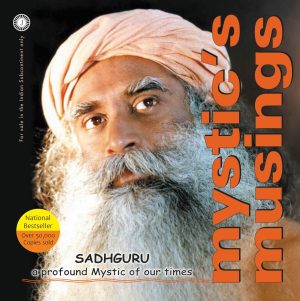 For sale in the Indian Subcontinent only
mystic's
musings
National
Bestseller
Over 50,000
Copies sold
SADHGURU
a profound Mystic of our times